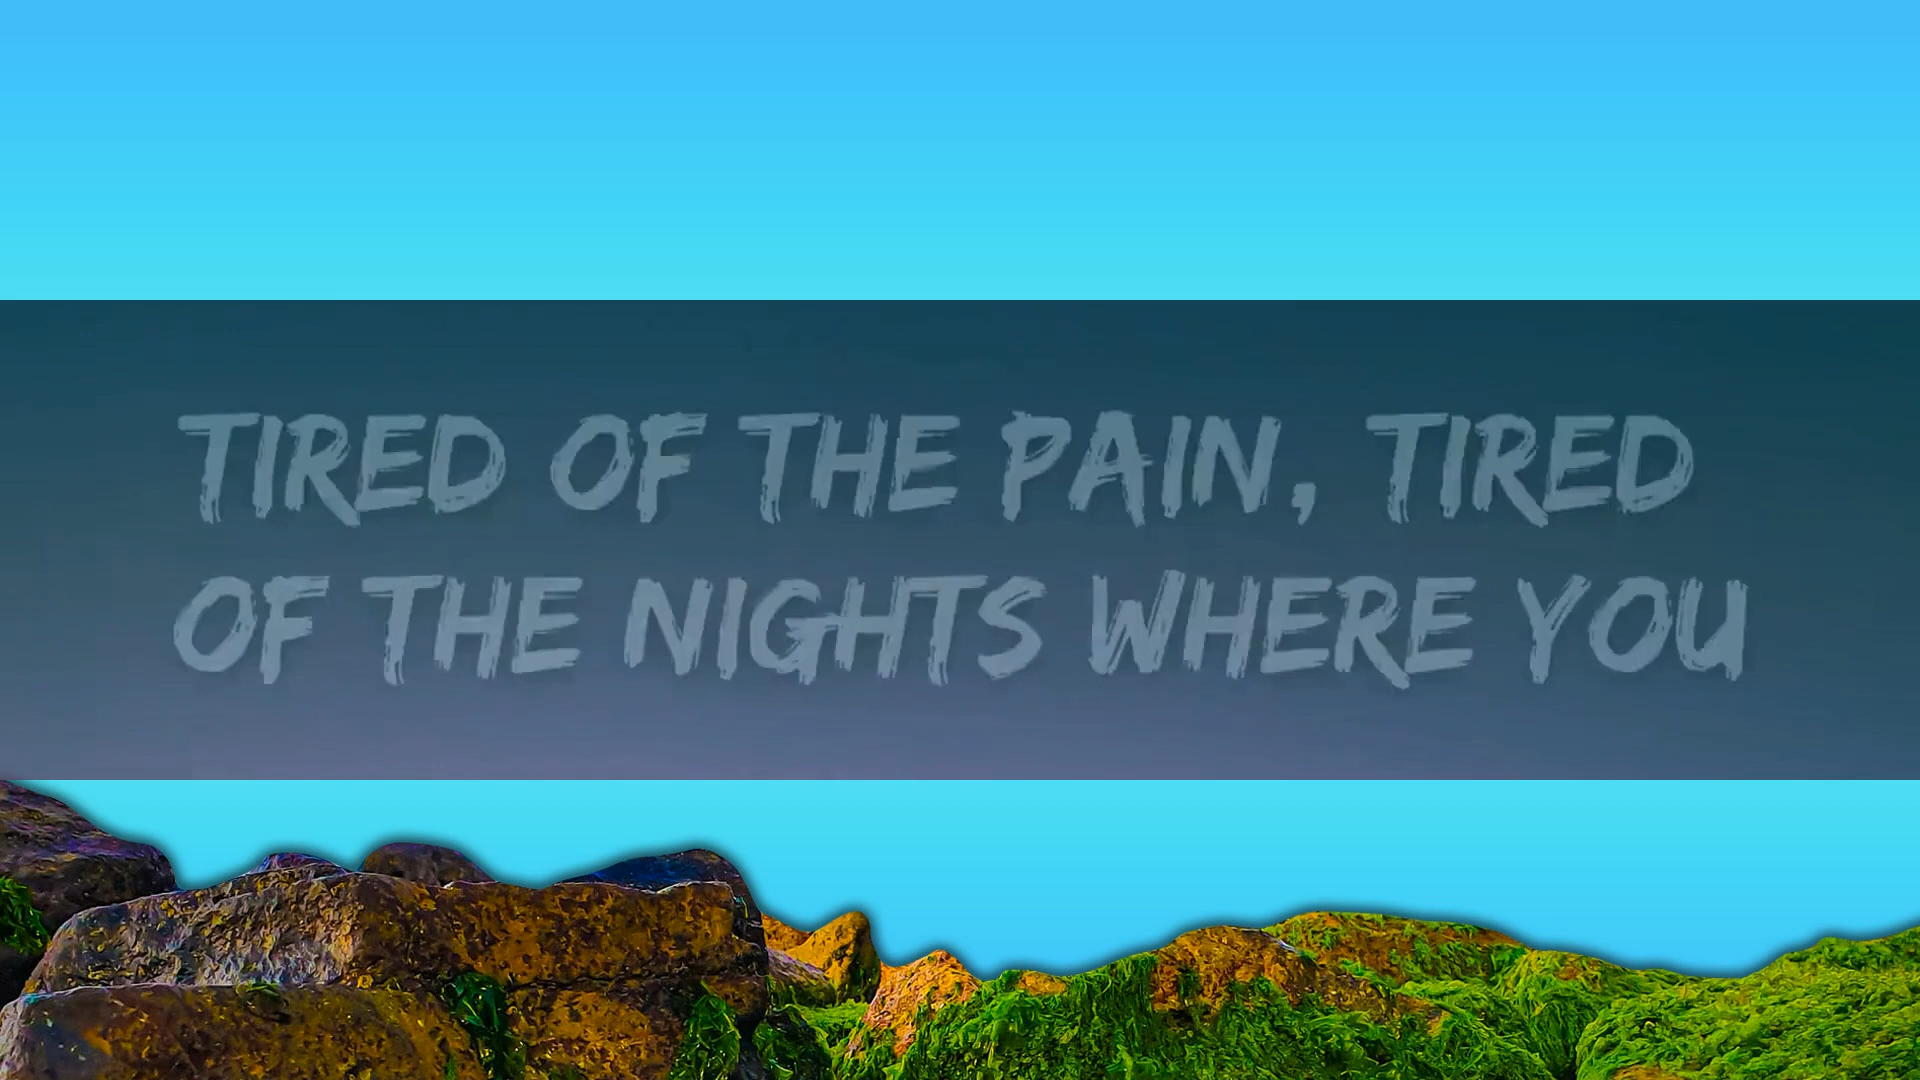 TIRED OF THE PAIN, TIRED
OF THE NIGHTS WHERE YOU